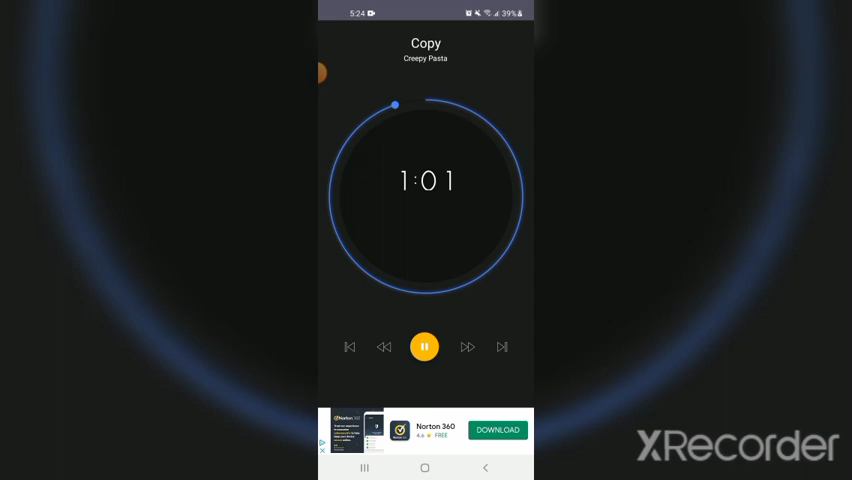 5:24
39%
Copy
Creepy Pasta
1:01
Norton 360
4.6 ★ FREE
DOWNLOAD
XRecorder